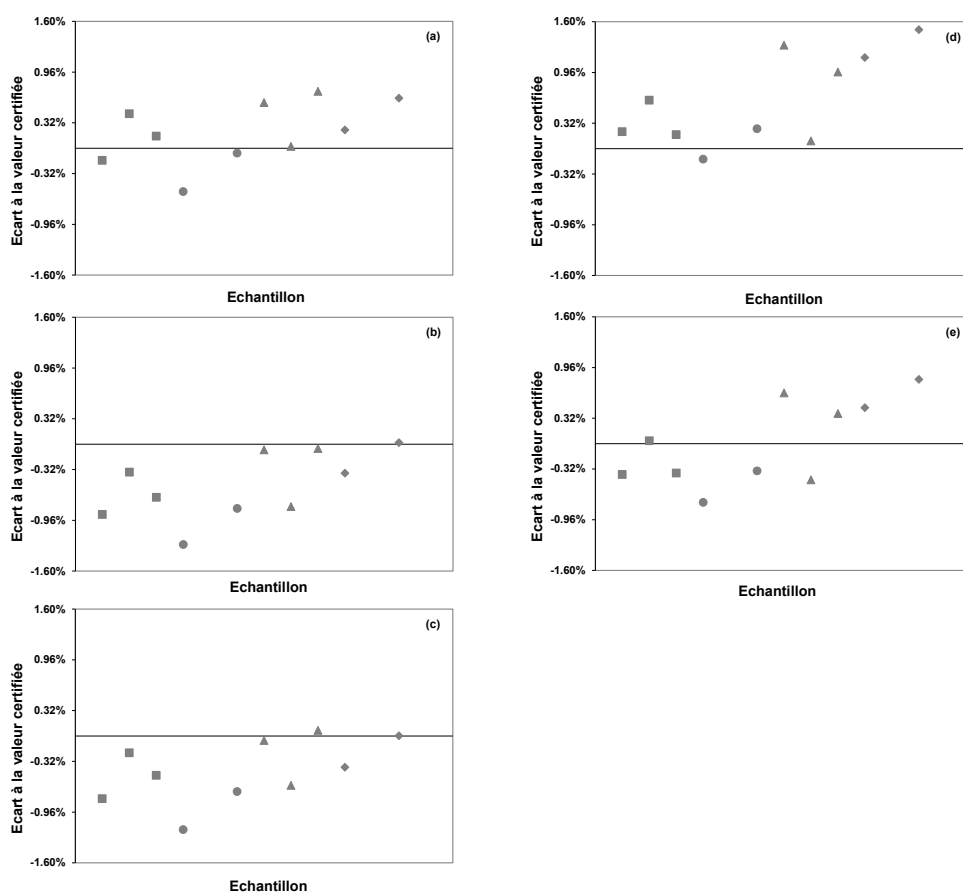 (a)
1.60%
0.96%
0.32%
-0.32%
-0.96%
-1.60%
Ecart à la valeur certifiée
Echantillon
(b)
1.60%
0.96%
0.32%
-0.32%
-0.96%
-1.60%
Ecart à la valeur certifiée
Echantillon
(c)
1.60%
0.96%
0.32%
-0.32%
-0.96%
-1.60%
Ecart à la valeur certifiée
Echantillon
(d)
1.60%
0.96%
0.32%
-0.32%
-0.96%
-1.60%
Ecart à la valeur certifiée
Echantillon
(e)
1.60%
0.96%
0.32%
-0.32%
-0.96%
-1.60%
Ecart à la valeur certifiée
Echantillon